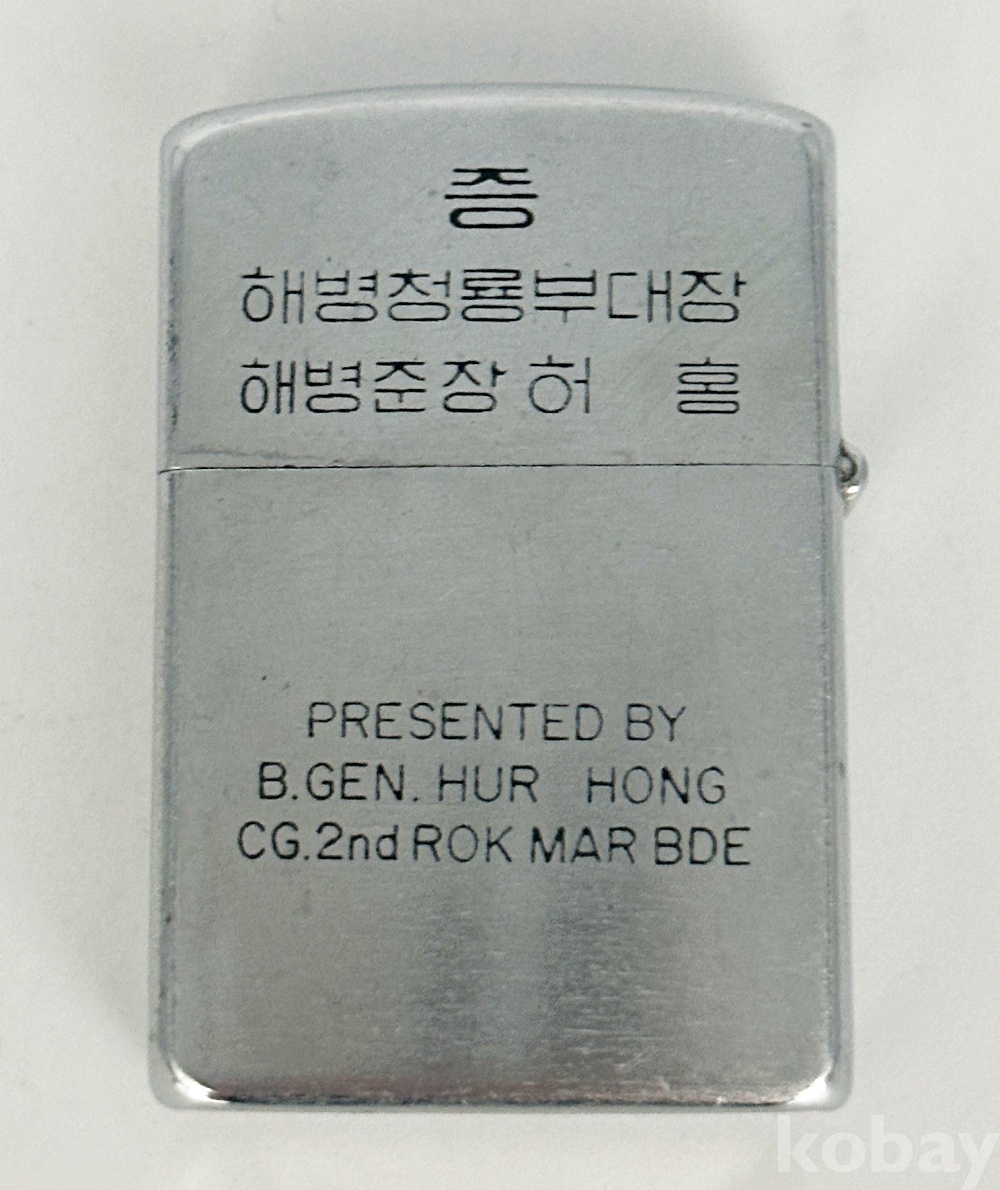 증
해병청룡부대장
해병준장 허 홍
PRESENTED BY
B.GEN. HUR HONG
CG.2nd ROK MAR BDE
kobay